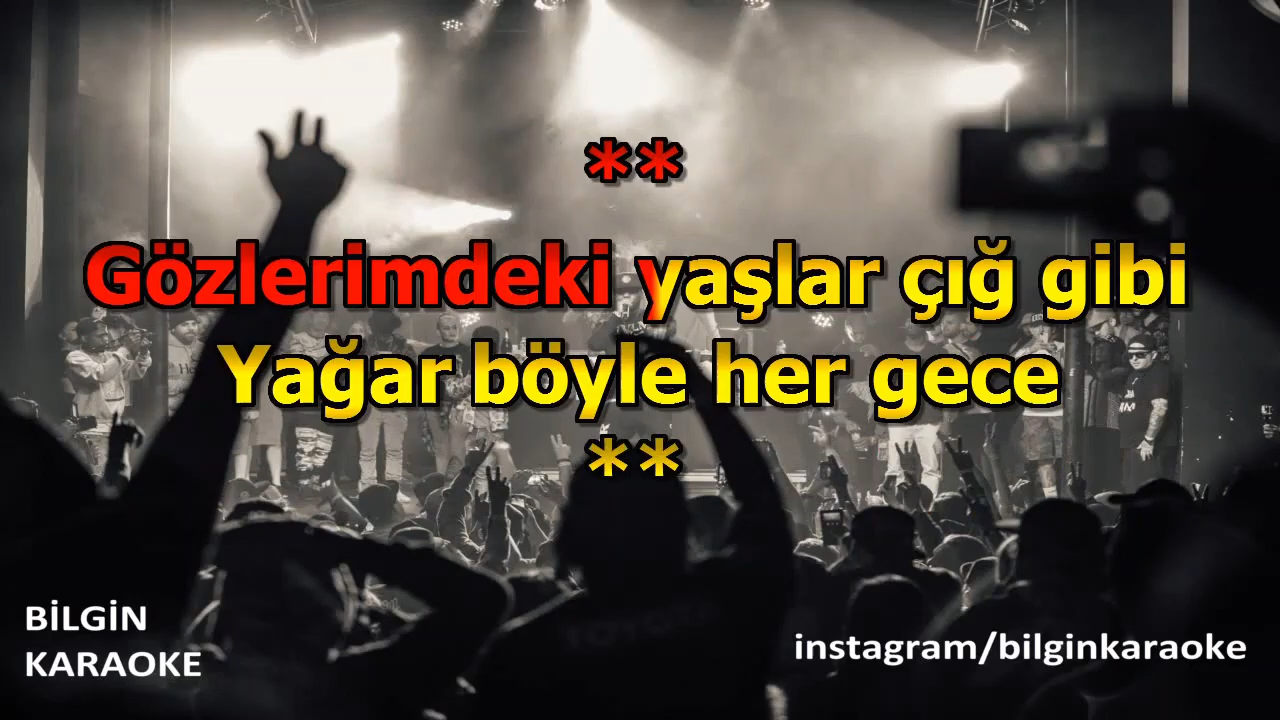 **
Gözlerimdeki yaşlar çığ gibi
Yağar böyle her gece
**
BİLGİN
KARAOKE
instagram/bilginkaraoke